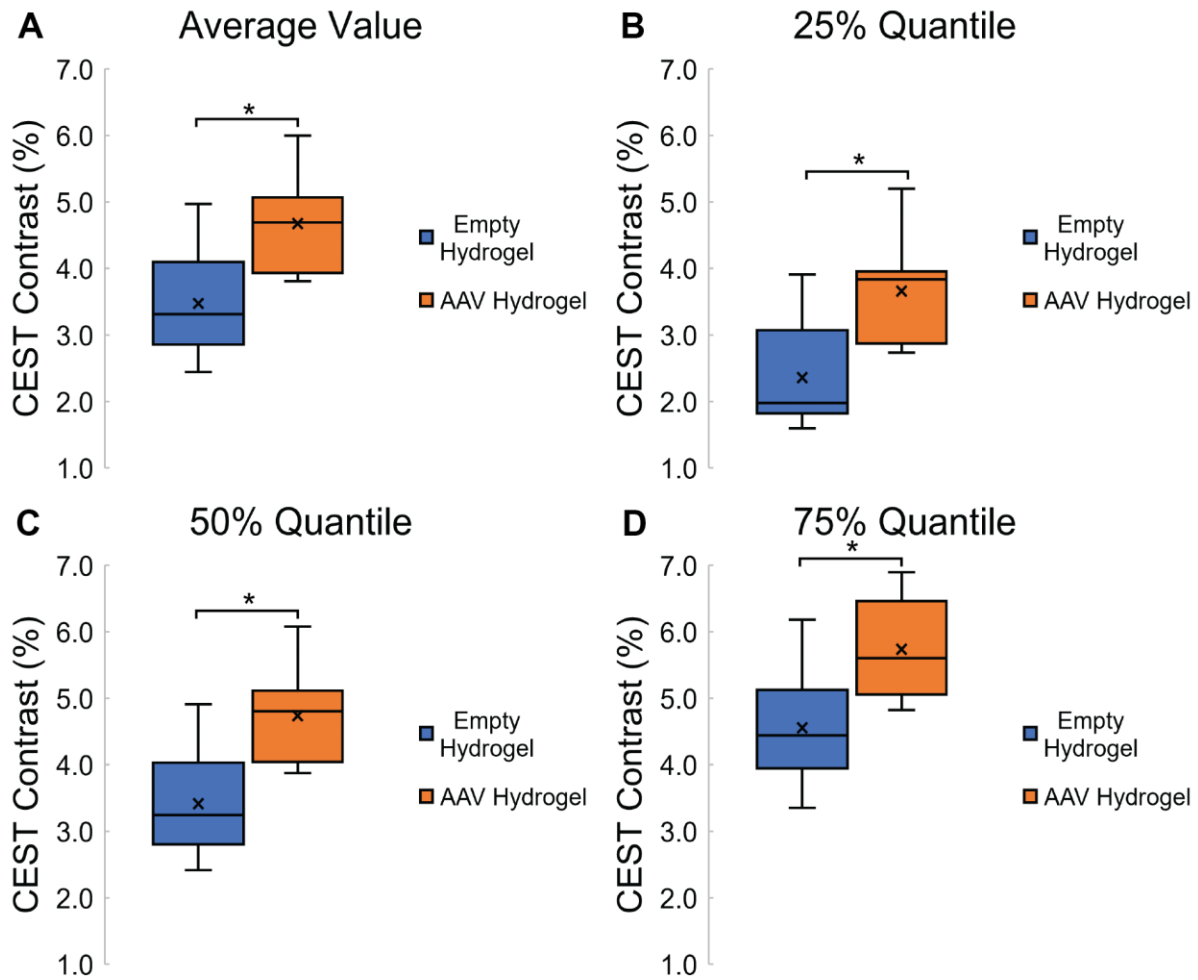 A Average Value
CEST Contrast (%)
7.0
6.0
5.0
4.0
3.0
2.0
1.0
*
Empty
Hydrogel
AAV Hydrogel
B 25% Quantile
CEST Contrast (%)
7.0
6.0
5.0
4.0
3.0
2.0
1.0
*
Empty
Hydrogel
AAV Hydrogel
C 50% Quantile
CEST Contrast (%)
7.0
6.0
5.0
4.0
3.0
2.0
1.0
*
Empty
Hydrogel
AAV Hydrogel
D 75% Quantile
CEST Contrast (%)
7.0
6.0
5.0
4.0
3.0
2.0
1.0
*
Empty
Hydrogel
AAV Hydrogel